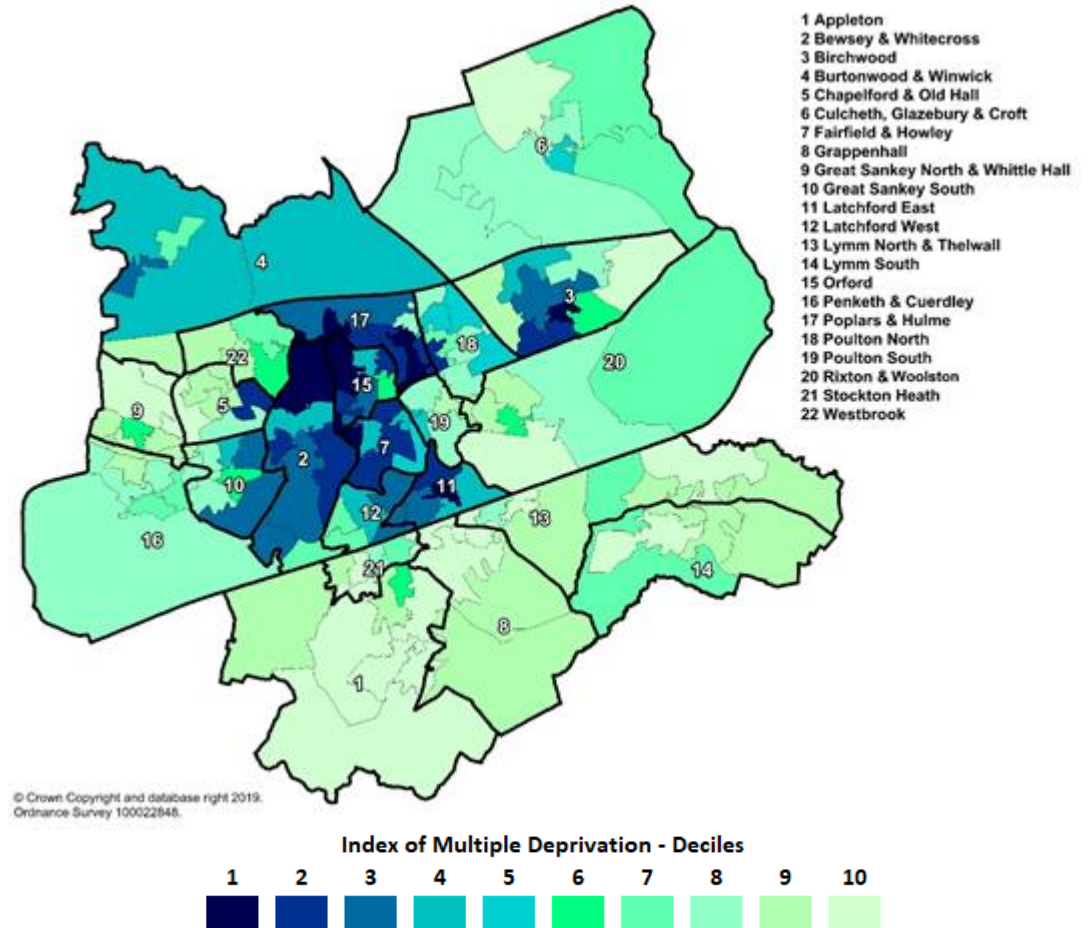 1 Appleton
2 Bewsey & Whitecross
3 Birchwood
4 Burtonwood & Winwick
5 Chapelford & Old Hall
6 Culcheth, Glazebury & Croft
7 Fairfield & Howley
8 Grappenhall
9 Great Sankey North & Whittle Hall
10 Great Sankey South
11 Latchford East
12 Latchford West
13 Lymm North & Thelwall
14 Lymm South
15 Orford
16 Penketh & Cuerdley
17 Poplars & Hulme
18 Poulton North
19 Poulton South
20 Rixton & Woolston
21 Stockton Heath
22 Westbrook
6
4
3
17
18
20
22
15
5
9
19
7
2
10
11
12
13
16
21
14
8
1
© Crown Copyright and database right 2019.
Ordnance Survey 100022848.
Index of Multiple Deprivation - Deciles
1 2 3 4 5 6 7 8 9 10